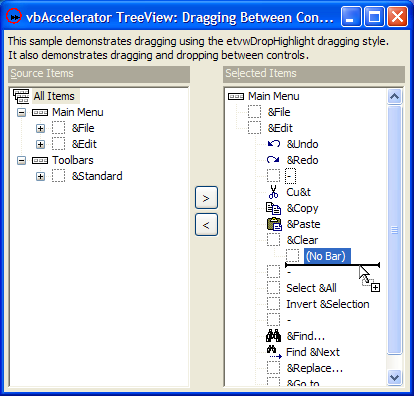 vbAccelerator TreeView: Dragging Between Con...
This sample demonstrates dragging using the etvwDropHighlight dragging style.
It also demonstrates dragging and dropping between controls.
Source Items
All Items
Main Menu
&File
&Edit
Toolbars
&Standard
>
<
Selected Items
Main Menu
&File
&Edit
&Undo
&Redo
-
Cu&t
&Copy
&Paste
&Clear
(No Bar)
-
Select &All
Invert &Selection
-
&Find...
Find &Next
&Replace...
&Go to...